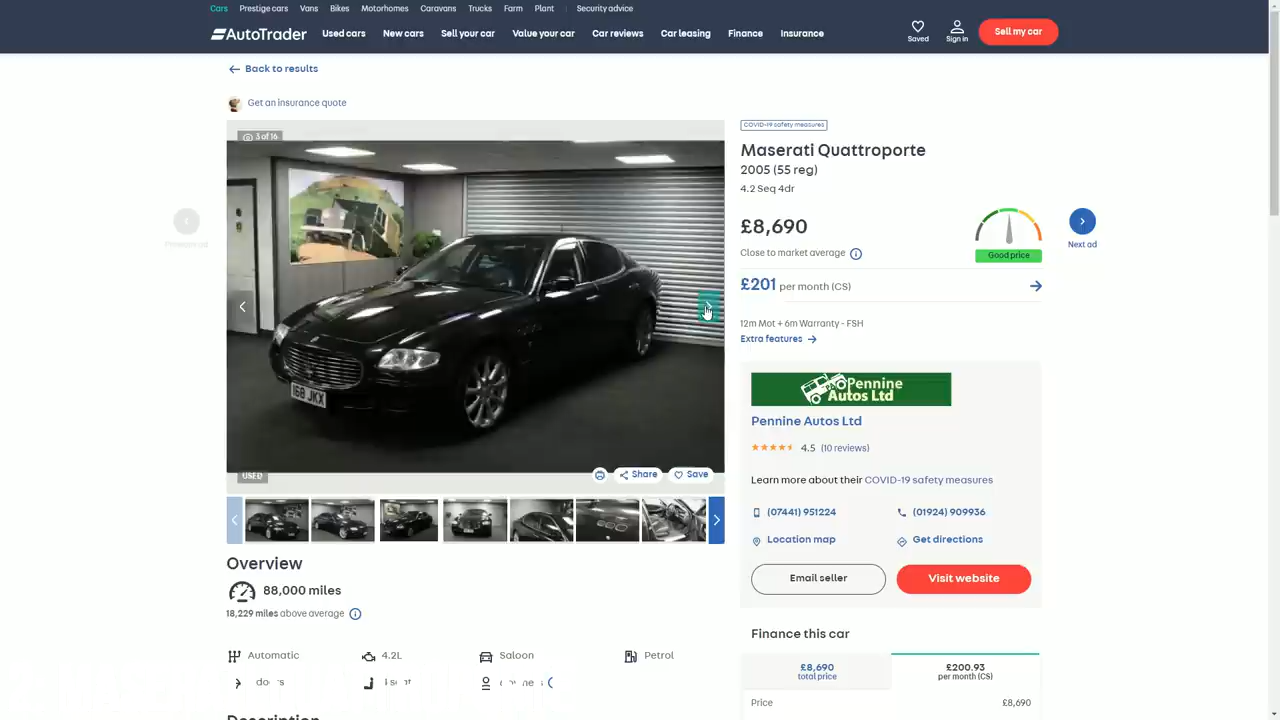 Cars Prestige cars Vans Bikes Motorhomes Caravans Trucks Farm Plant Security advice
AutoTrader Used cars New cars Sell your car Value your car Car reviews Car leasing Finance Insurance Saved Sign in Sell my car
Back to results
Get an insurance quote
3 of 16
COVID-19 safety measures
Maserati Quattroporte
2005 (55 reg)
4.2 Seq 4dr
£8,690
Close to market average
Good price
Previous ad
Next ad
£201 per month (CS)
12m Mot + 6m Warranty - FSH
Extra features
Pennine
Autos Ltd
Pennine Autos Ltd
4.5 (10 reviews)
Learn more about their COVID-19 safety measures
(07441) 951224 (01924) 909936
Location map Get directions
Email seller Visit website
168 JKX
USED
Share Save
Overview
88,000 miles
18,229 miles above average
Automatic 4.2L Saloon Petrol
doors
Description
Finance this car
£8,690
total price
£200.93
per month (CS)
Price £8,690